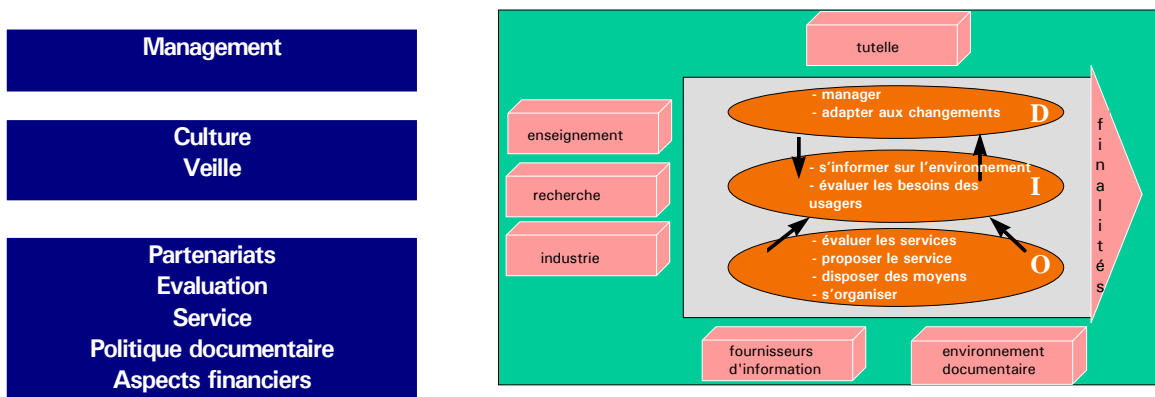 Management
Culture
Veille
Partenariats
Evaluation
Service
Politique documentaire
Aspects financiers
tutelle
enseignement
recherche
industrie
- manager
- adapter aux changements
D
- s'informer sur l'environnement
- évaluer les besoins des
usagers
I
- évaluer les services
- proposer le service
- disposer des moyens
- s'organiser
O
finalités
fournisseurs
d'information
environnement
documentaire